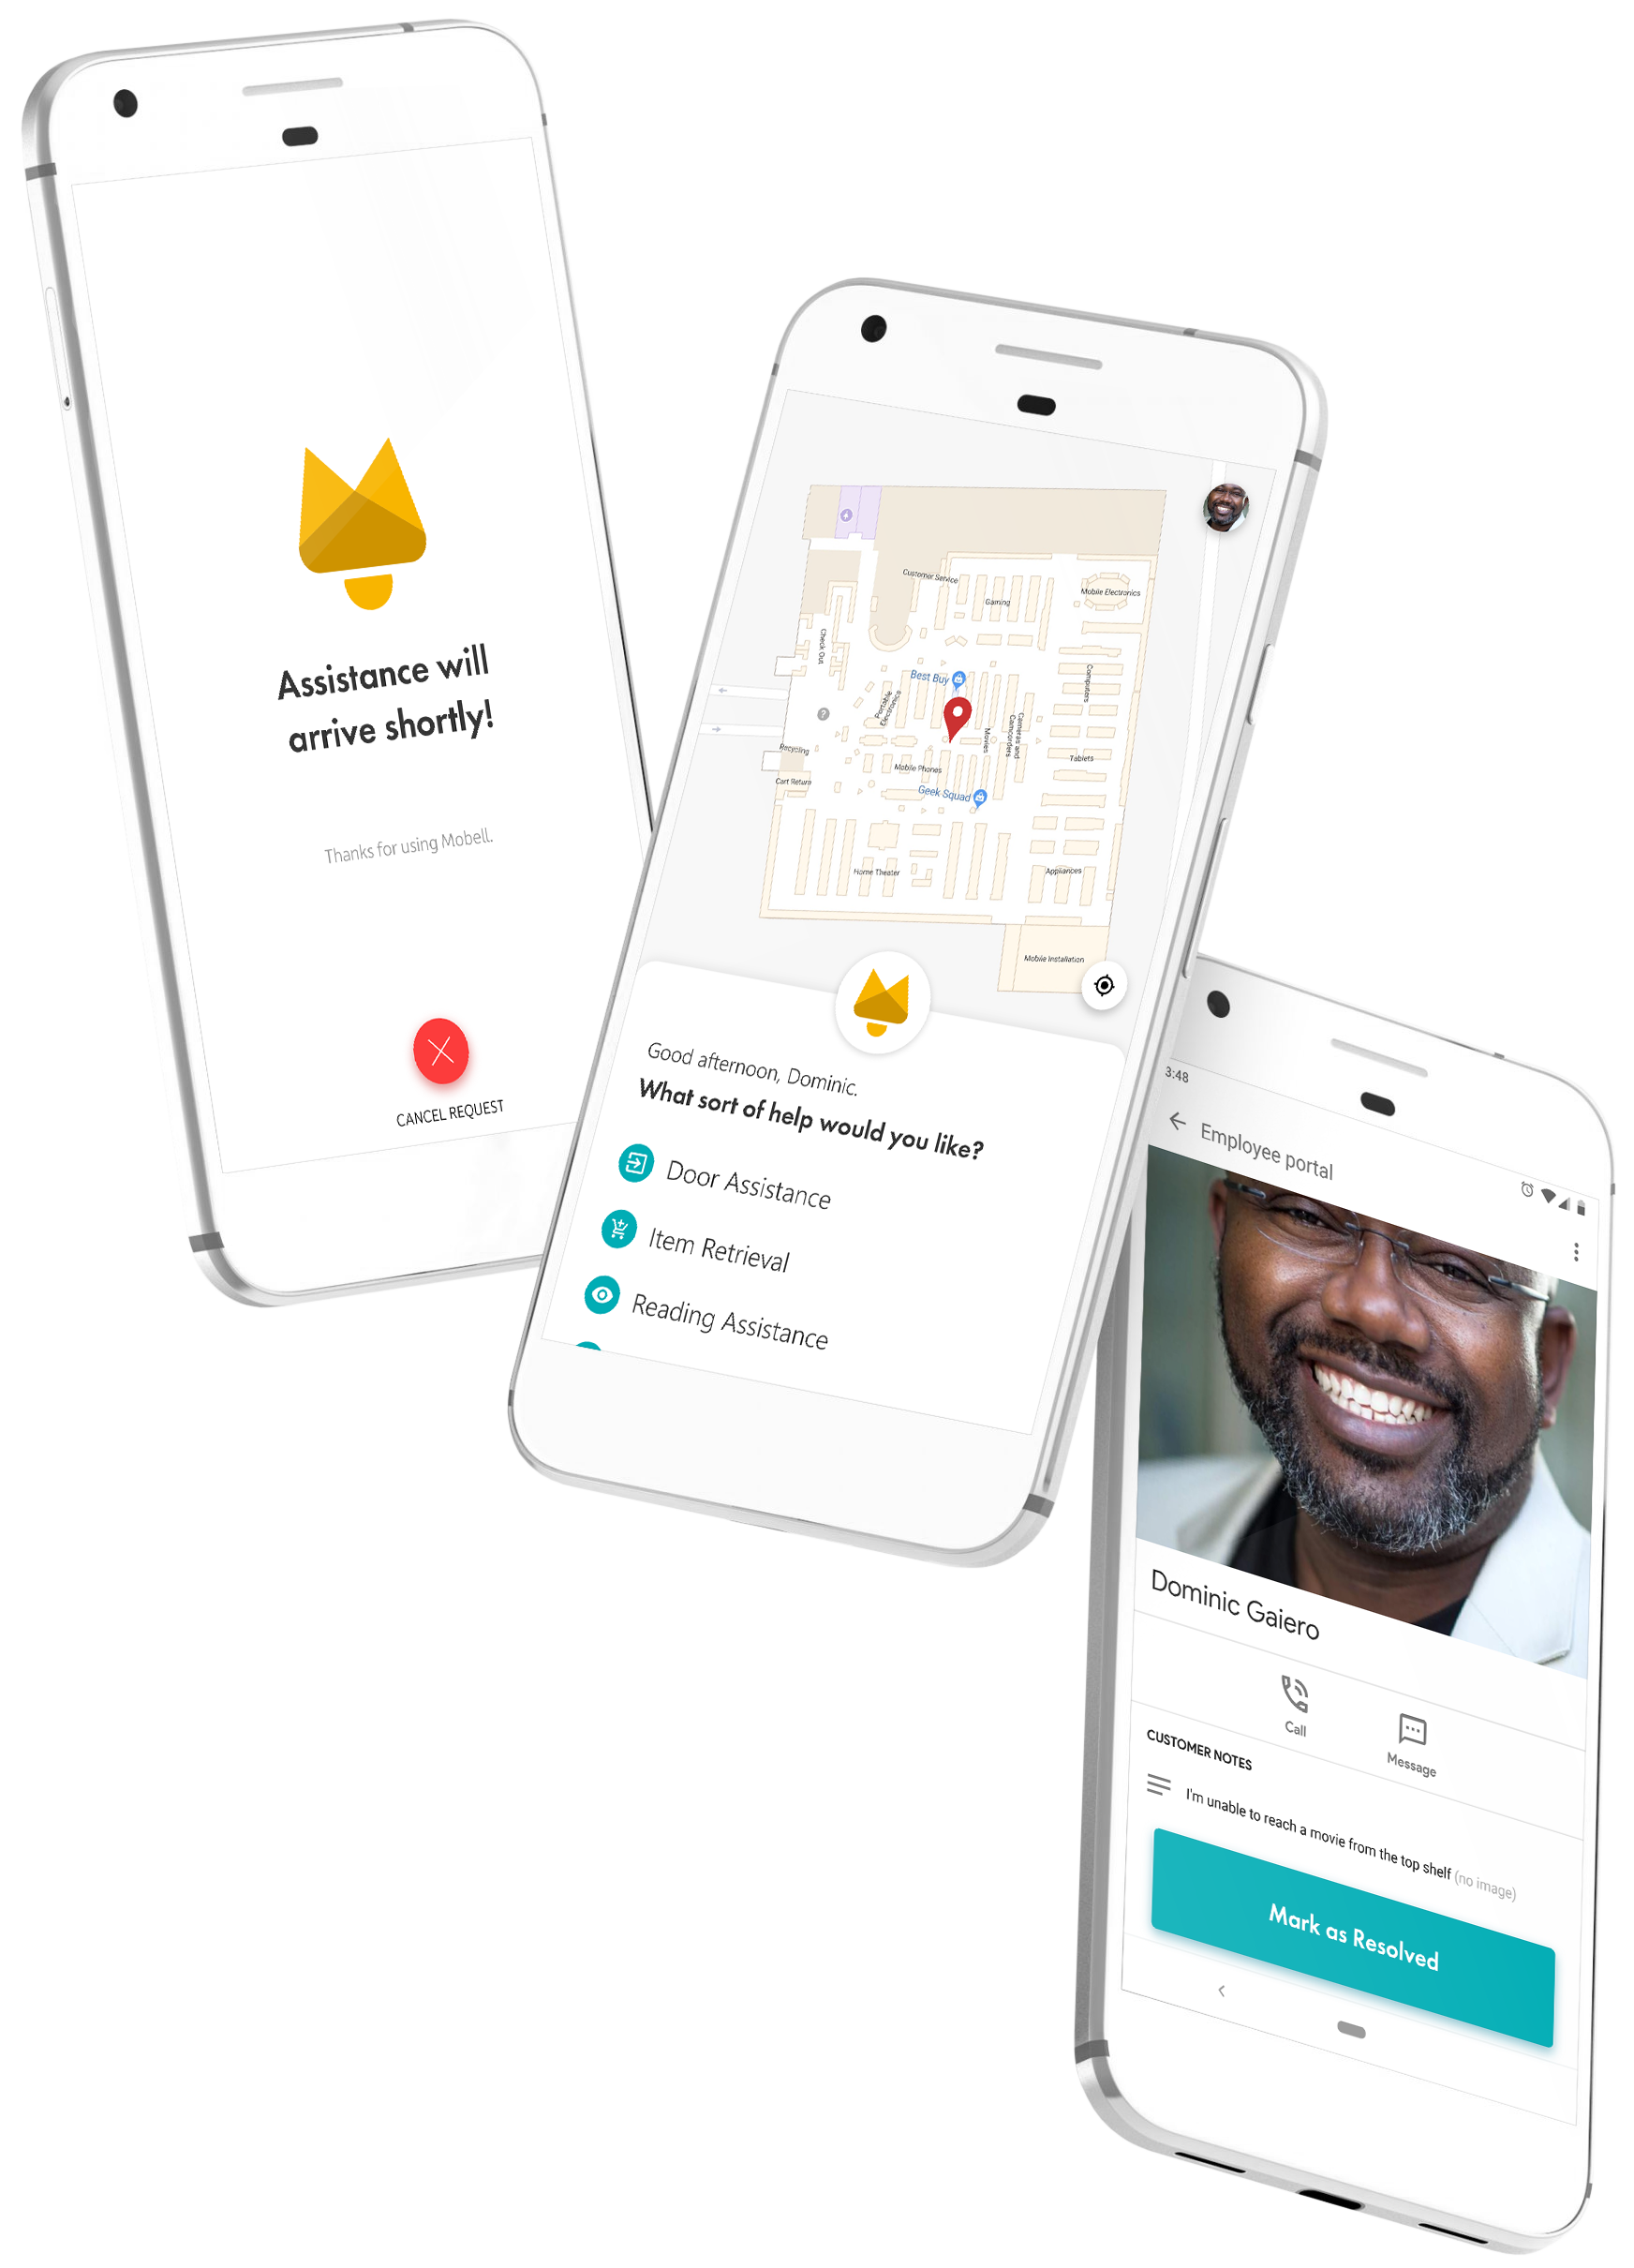 Assistance will
arrive shortly!
Thanks for using Mobell.
CANCEL REQUEST
Customer Service
Gaming
Mobile Electronics
Check Out
Computers
Best Buy
Portable
Electronics
Cameras and
Camcorders
Movies
?
Recycling
Mobile Phones
Tablets
Cart Return
Geek Squad
Home Theater
Appliances
Mobile Installation
Good afternoon, Dominic.
What sort of help would you like?
Door Assistance
Item Retrieval
Reading Assistance
3:48
Employee portal
Dominic Gaiero
Call
Message
CUSTOMER NOTES
I'm unable to reach a movie from the top shelf (no image)
Mark as Resolved